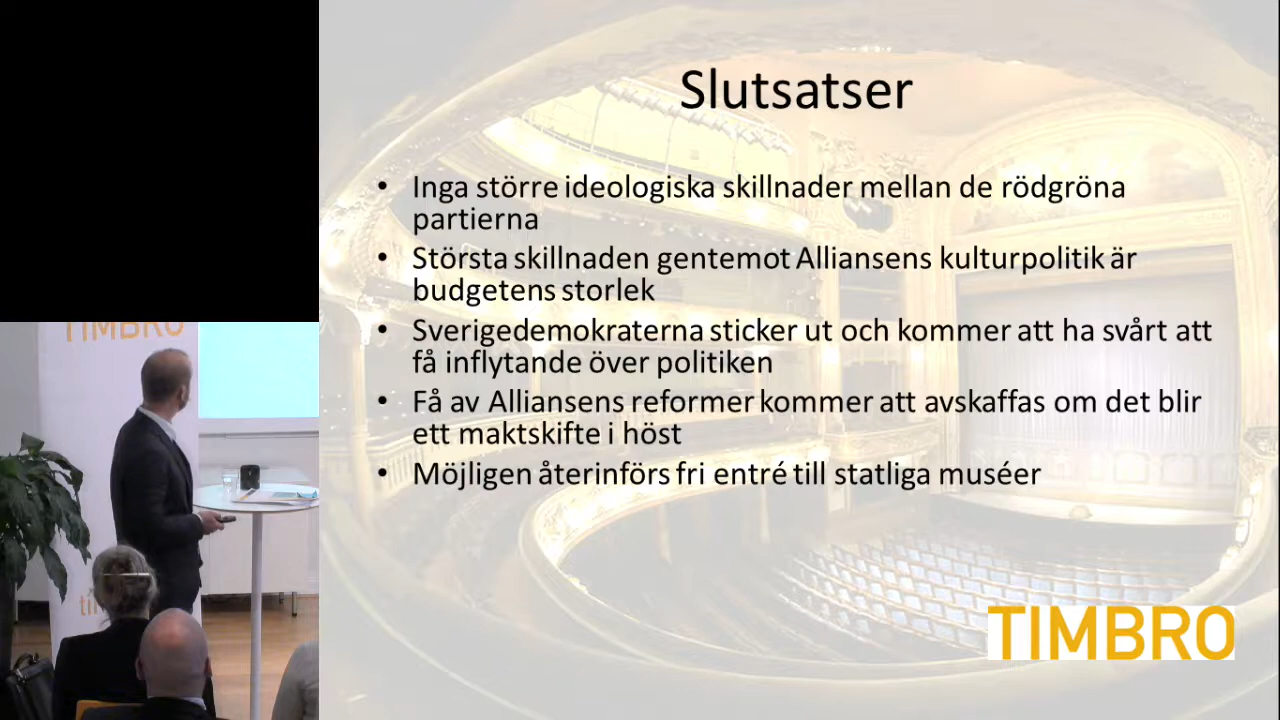 Slutsatser
• Inga större ideologiska skillnader mellan de rödgröna
partierna
• Största skillnaden gentemot Alliansens kulturpolitik är
budgetens storlek
• Sverigedemokraterna sticker ut och kommer att ha svårt att
få inflytande över politiken
• Få av Alliansens reformer kommer att avskaffas om det blir
ett maktskifte i höst
• Möjligen återinförs fri entré till statliga muséer
TIMBRO
TIMBRO